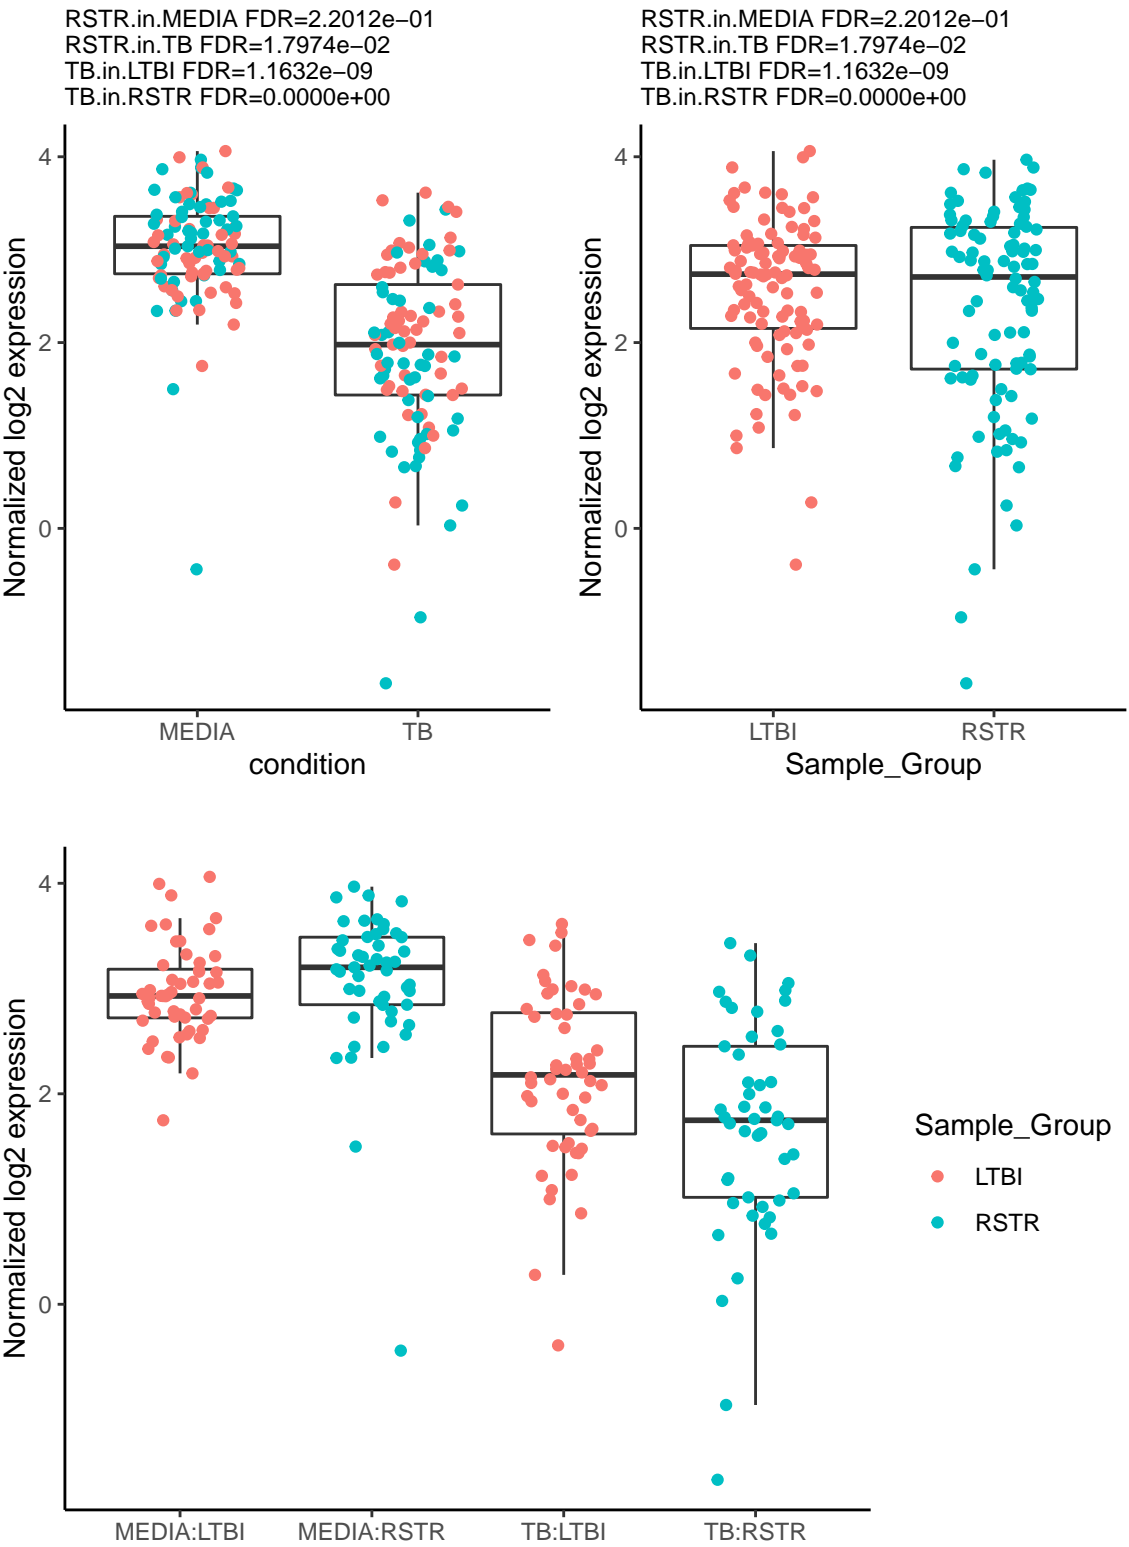 RSTR.in.MEDIA FDR=2.2012e−01
RSTR.in.TB FDR=1.7974e−02
TB.in.LTBI FDR=1.1632e−09
TB.in.RSTR FDR=0.0000e+00
4
2
0
Normalized log2 expression
MEDIA
TB
condition
RSTR.in.MEDIA FDR=2.2012e−01
RSTR.in.TB FDR=1.7974e−02
TB.in.LTBI FDR=1.1632e−09
TB.in.RSTR FDR=0.0000e+00
4
2
0
Normalized log2 expression
LTBI
RSTR
Sample_Group
4
2
0
Normalized log2 expression
MEDIA:LTBI
MEDIA:RSTR
TB:LTBI
TB:RSTR
Sample_Group
LTBI
RSTR